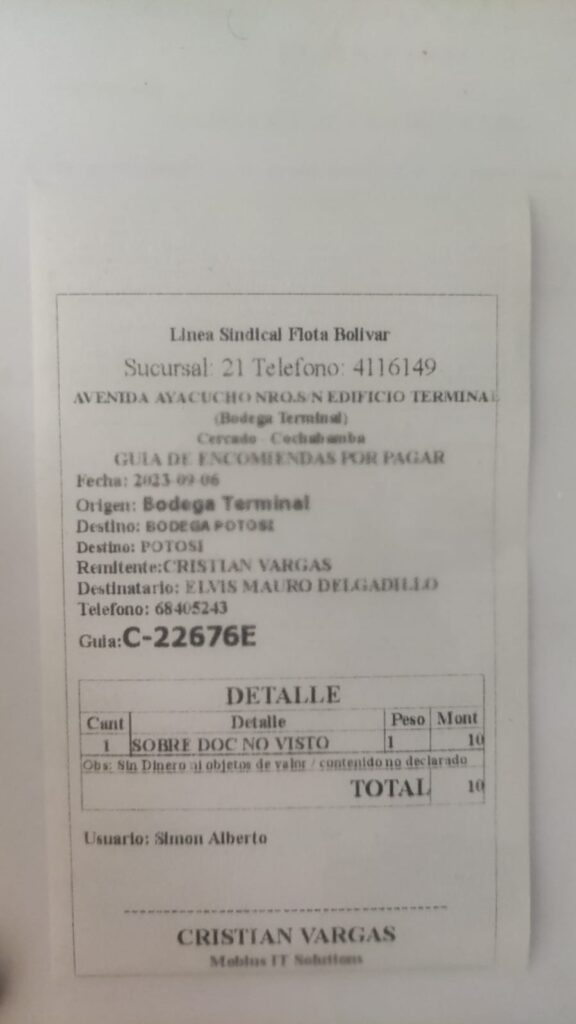 Linea Sindical Flota Bolivar
Sucursal: 21 Telefono: 4116149
AVENIDA AYACUCHO NRO.S/N EDIFICIO TERMINAL
(Bodega Terminal)
Cercado - Cochabamba
GUIA DE ENCOMIENDAS POR PAGAR
Fecha: 2023-09-06
Origen: Bodega Terminal
Destino: BODEGA POTOSI
Destino: POTOSI
Remitente:CRISTIAN VARGAS
Destinatario: ELVIS MAURO DELGADILLO
Telefono: 68405243
Guia:C-22676E
DETALLE
Cant Detalle Peso Mont
1 SOBRE DOC NO VISTO 1 10
Obs: Sin Dinero ni objetos de valor / contenido no declarado
TOTAL 10
Usuario: Simon Alberto
CRISTIAN VARGAS
Mobius IT Solutions